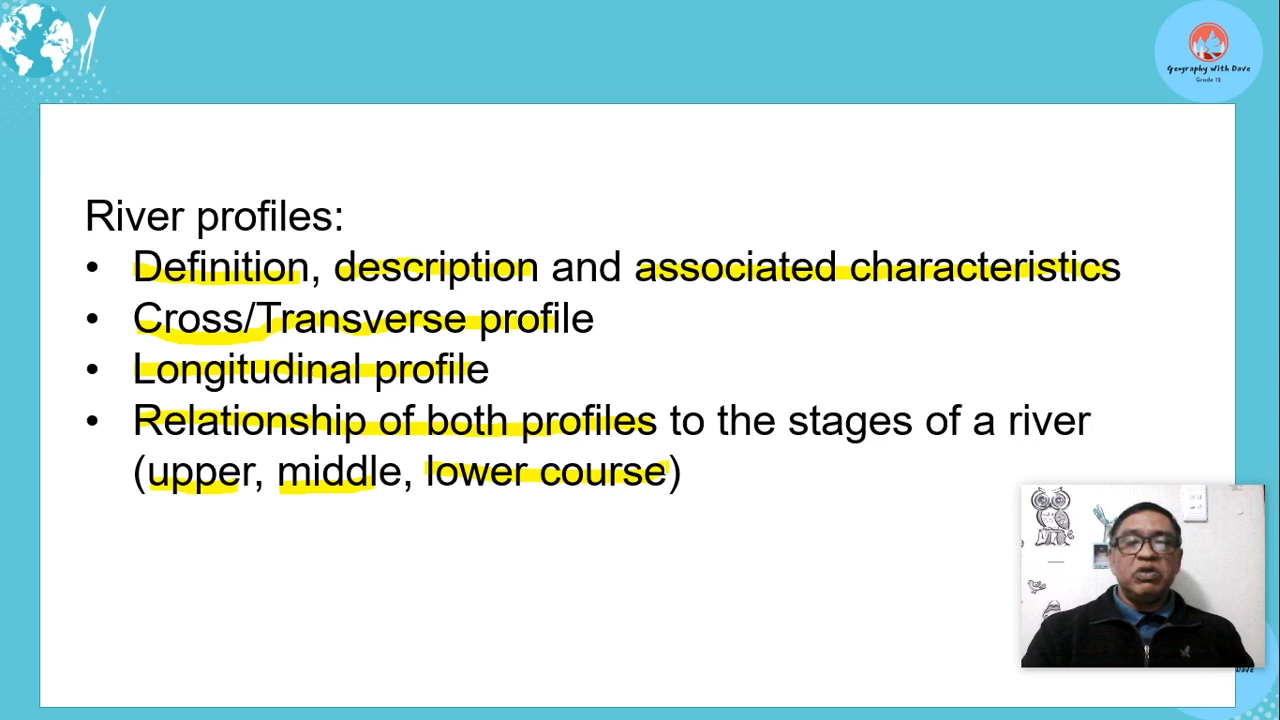 Geography With Dave
Grade 12
River profiles:
• Definition, description and associated characteristics
• Cross/Transverse profile
• Longitudinal profile
• Relationship of both profiles to the stages of a river
(upper, middle, lower course)